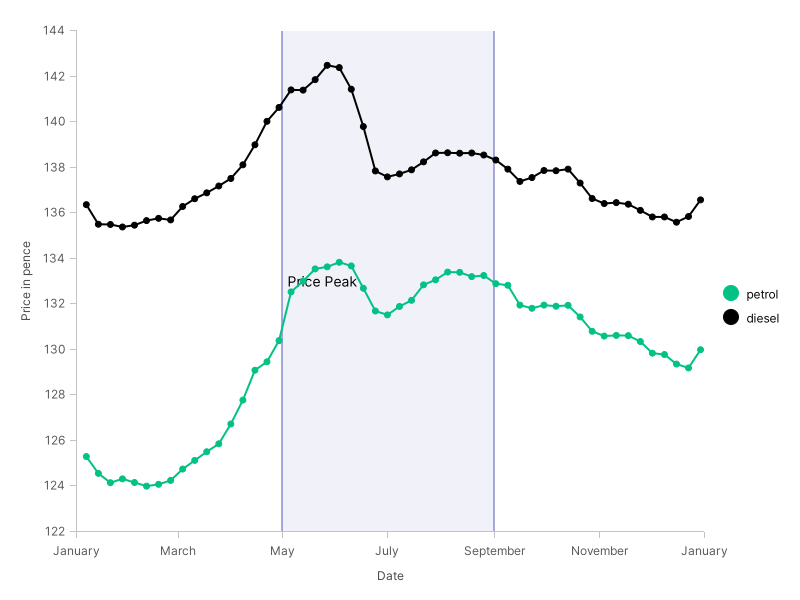 144
142
140
138
136
134
132
130
128
126
124
122
Price in pence
Price Peak
petrol
diesel
January March May July September November January
Date